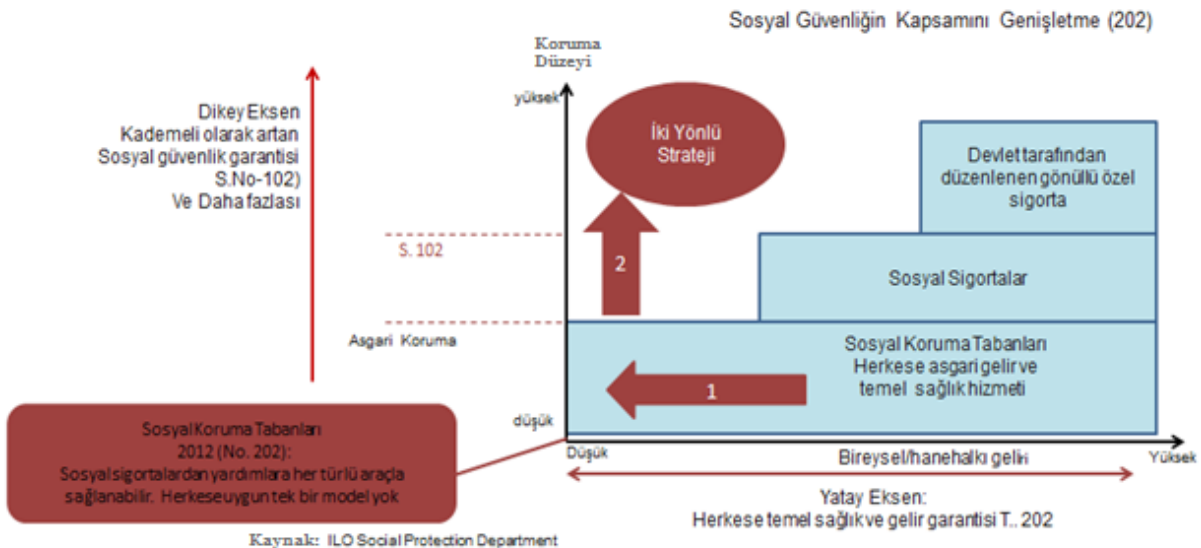 Sosyal Güvenliğin Kapsamını Genişletme (202)
Koruma
Düzeyi
yüksek
Dikey Eksen
Kademeli olarak artan
Sosyal güvenlik garantisi
S.No-102)
Ve Daha fazlası
İki Yönlü
Strateji
Devlet tarafından
düzenlenen gönüllü özel
sigorta
S. 102
2
Sosyal Sigortalar
Asgari Koruma
Sosyal Koruma Tabanları
Herkese asgari gelir ve
temel sağlık hizmeti
1
düşük
Sosyal Koruma Tabanları
2012 (No. 202):
Sosyal sigortalardan yardımlara her türlü araçla
sağlanabilir. Herkese uygun tek bir model yok
Düşük
Bireysel/hanehalkı geliri
Yüksek
Yatay Eksen:
Herkese temel sağlık ve gelir garantisi T.. 202
Kaynak: ILO Social Protection Department